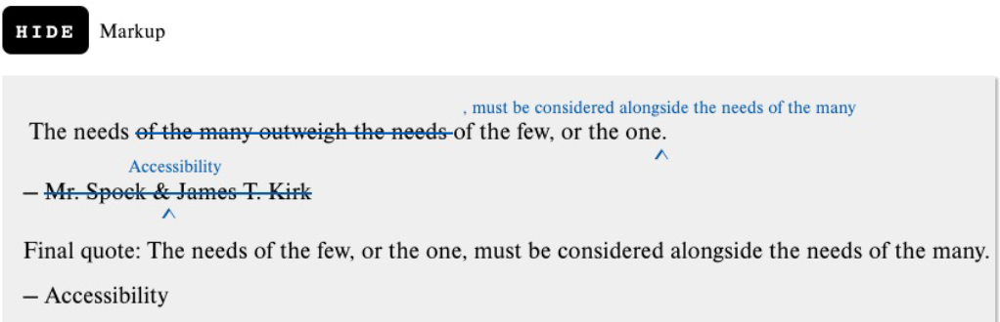 HIDE Markup
, must be considered alongside the needs of the many
The needs of the many outweigh the needs of the few, or the one.
Accessibility
— Mr. Spock & James T. Kirk
Final quote: The needs of the few, or the one, must be considered alongside the needs of the many.
— Accessibility